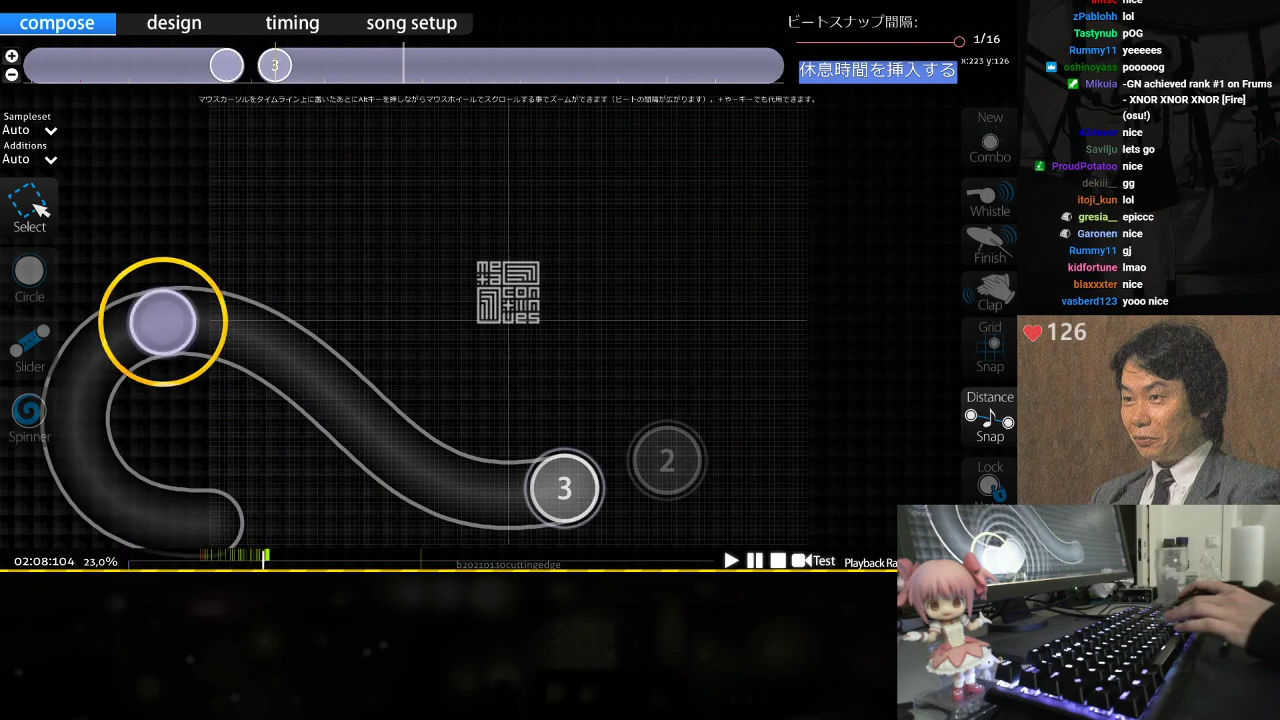 compose design timing song setup
ビートスナップ間隔:
1/16
x:223 y:126
休息時間を挿入する
3
マウスカーソルをタイムライン上に置いたあとにAltキーを押しながらマウスホイールでスクロールする事でズームができます（ビートの間隔が広がります）。+や-キーでも代用できます。
Sampleset
Auto
Additions
Auto
Select
Circle
Slider
Spinner
New
Combo
Whistle
Finish
Clap
Grid
Snap
Distance
Snap
Lock
3
2
02:08:104 23,0%
b20210130cuttingedge
Test
Playback Ra
nice
zPablohh lol
Tastynub pOG
Rummy11 yeeeees
oshinoyass pooooog
Mikuia -GN achieved rank #1 on Frums
- XNOR XNOR XNOR [Fire]
(osu!)
nice
Savilju lets go
ProudPotatoo nice
dekiii__ gg
itoji_kun lol
gresia__ epiccc
Garonen nice
Rummy11 gj
kidfortune lmao
blaxxxter nice
vasberd123 yooo nice
126